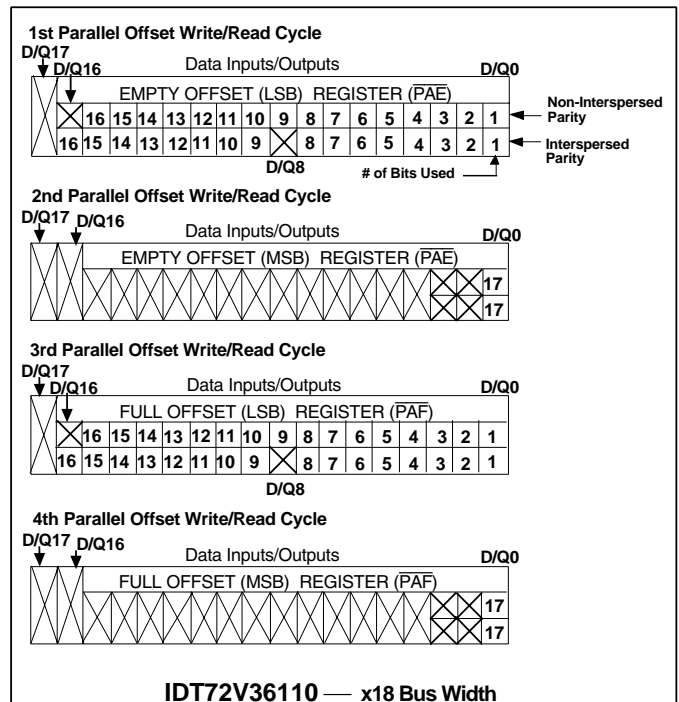 1st Parallel Offset Write/Read Cycle
D/Q17
D/Q16 Data Inputs/Outputs D/Q0
EMPTY OFFSET (LSB) REGISTER (PAE)
16 15 14 13 12 11 10 9 8 7 6 5 4 3 2 1 Non-Interspersed Parity
16 15 14 13 12 11 10 9 8 7 6 5 4 3 2 1 Interspersed Parity
D/Q8
# of Bits Used
2nd Parallel Offset Write/Read Cycle
D/Q17 D/Q16
Data Inputs/Outputs D/Q0
EMPTY OFFSET (MSB) REGISTER (PAE)
17
17
3rd Parallel Offset Write/Read Cycle
D/Q17
D/Q16 Data Inputs/Outputs D/Q0
FULL OFFSET (LSB) REGISTER (PAF)
16 15 14 13 12 11 10 9 8 7 6 5 4 3 2 1
16 15 14 13 12 11 10 9 8 7 6 5 4 3 2 1
D/Q8
4th Parallel Offset Write/Read Cycle
D/Q17 D/Q16
Data Inputs/Outputs D/Q0
FULL OFFSET (MSB) REGISTER (PAF)
17
17
IDT72V36110 — x18 Bus Width